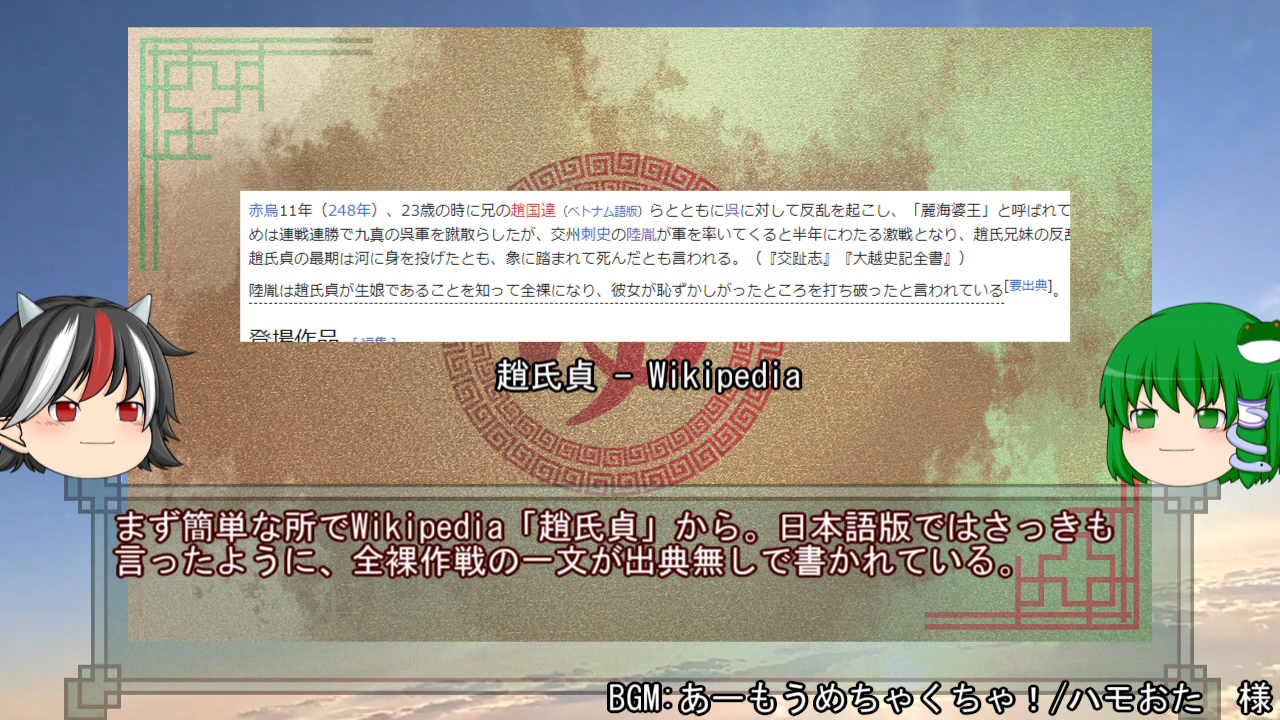 赤烏11年（248年）、23歳の時に兄の趙国達（ベトナム語版）らとともに呉に対して反乱を起こし、「麗海婆王」と呼ばれて
めは連戦連勝で九真の呉軍を蹴散らしたが、交州刺史の陸胤が軍を率いてくると半年にわたる激戦となり、趙氏兄妹の反乱
趙氏貞の最期は河に身を投げたとも、象に踏まれて死んだとも言われる。（『交趾志』『大越史記全書』）
陸胤は趙氏貞が生娘であることを知って全裸になり、彼女が恥ずかしがったところを打ち破ったと言われている[要出典]。
登場作品 [編集]
趙氏貞 - Wikipedia
まず簡単な所でWikipedia「趙氏貞」から。日本語版ではさっきも
言ったように、全裸作戦の一文が出典無しで書かれている。
BGM:あーもうめちゃくちゃ！/ハモおた 様